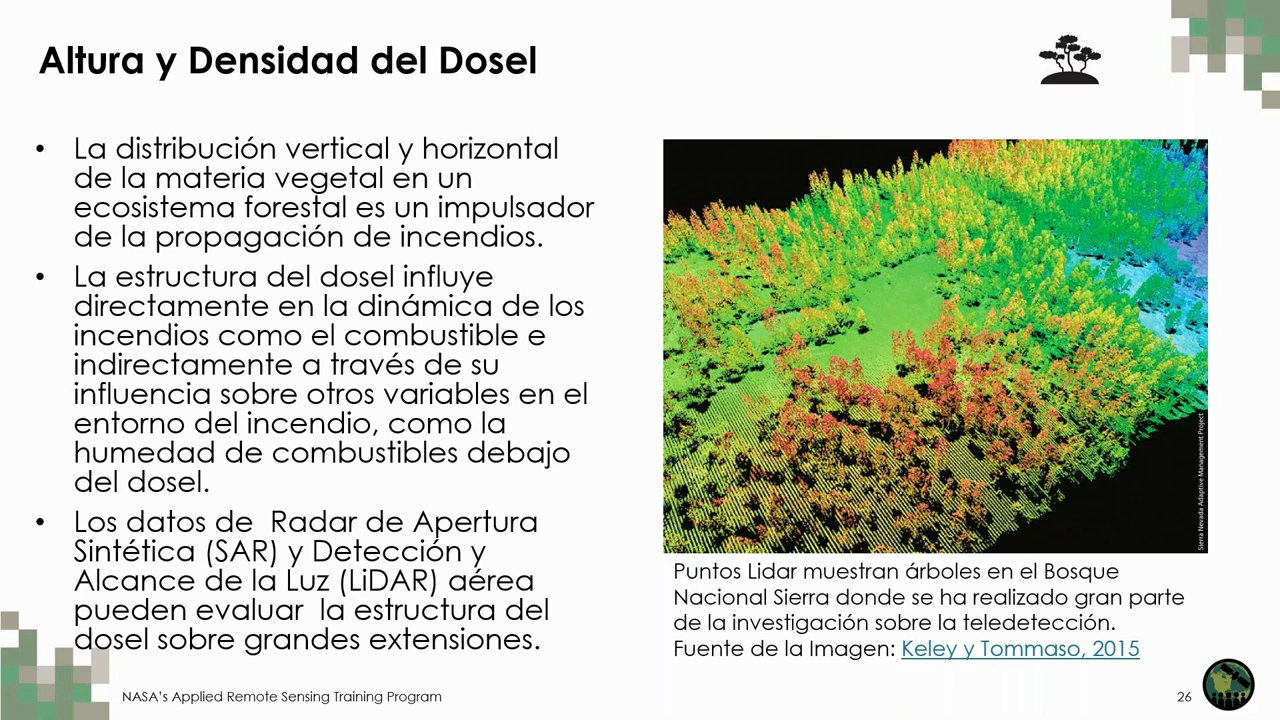 Altura y Densidad del Dosel
• La distribución vertical y horizontal
de la materia vegetal en un
ecosistema forestal es un impulsador
de la propagación de incendios.
• La estructura del dosel influye
directamente en la dinámica de los
incendios como el combustible e
indirectamente a través de su
influencia sobre otros variables en el
entorno del incendio, como la
humedad de combustibles debajo
del dosel.
• Los datos de  Radar de Apertura
Sintética (SAR) y Detección y
Alcance de la Luz (LiDAR) aérea
pueden evaluar  la estructura del
dosel sobre grandes extensiones.
Sierra Nevada Adaptive Management Project
Puntos Lidar muestran árboles en el Bosque
Nacional Sierra donde se ha realizado gran parte
de la investigación sobre la teledetección.
Fuente de la Imagen: Keley y Tommaso, 2015
NASA's Applied Remote Sensing Training Program
26